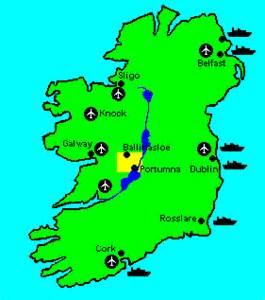 Belfast
Sligo
Knock
Galway
Ballinasloe
Portumna
Dublin
Rosslare
Cork